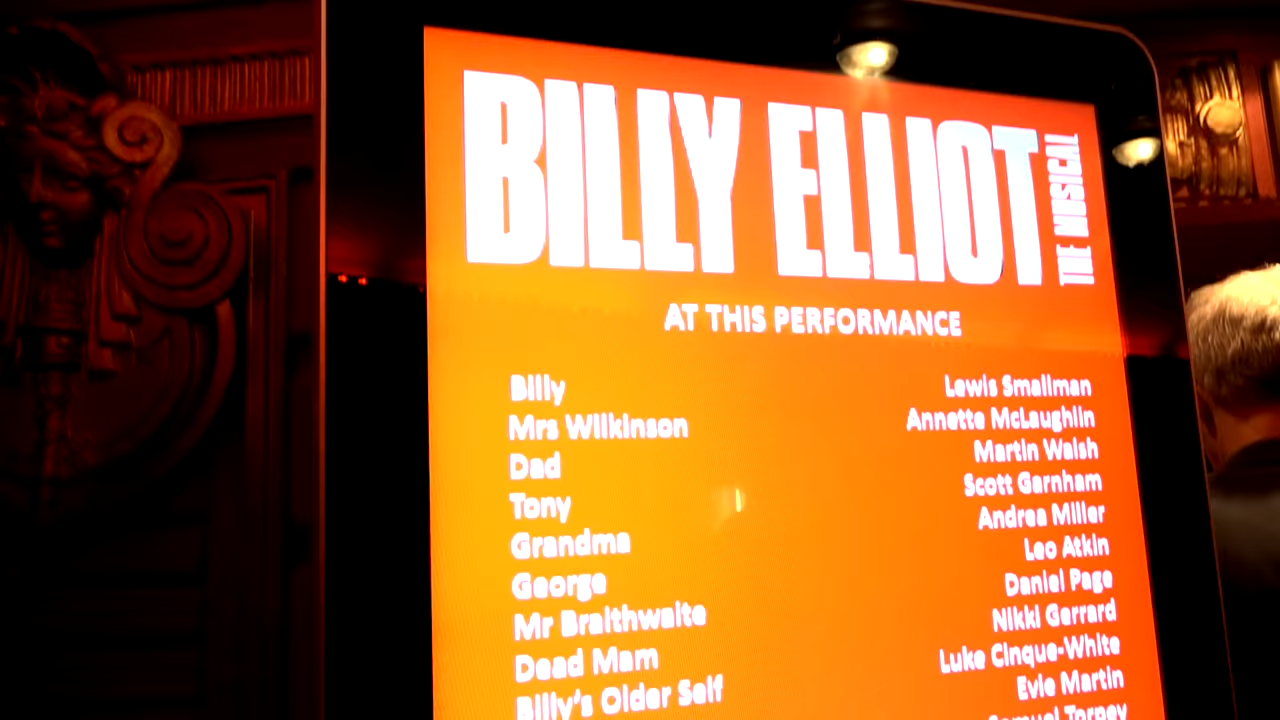 BILLY ELLIOT THE MUSICAL
AT THIS PERFORMANCE
Billy Lewis Smallman
Mrs Wilkinson Annette McLaughlin
Dad Martin Walsh
Tony Scott Garnham
Grandma Andrea Miller
George Leo Atkin
Mr Braithwaite Daniel Page
Dead Mam Nikki Gerrard
Billy's Older Self Luke Cinque-White
Evie Martin
Samuel Torpey